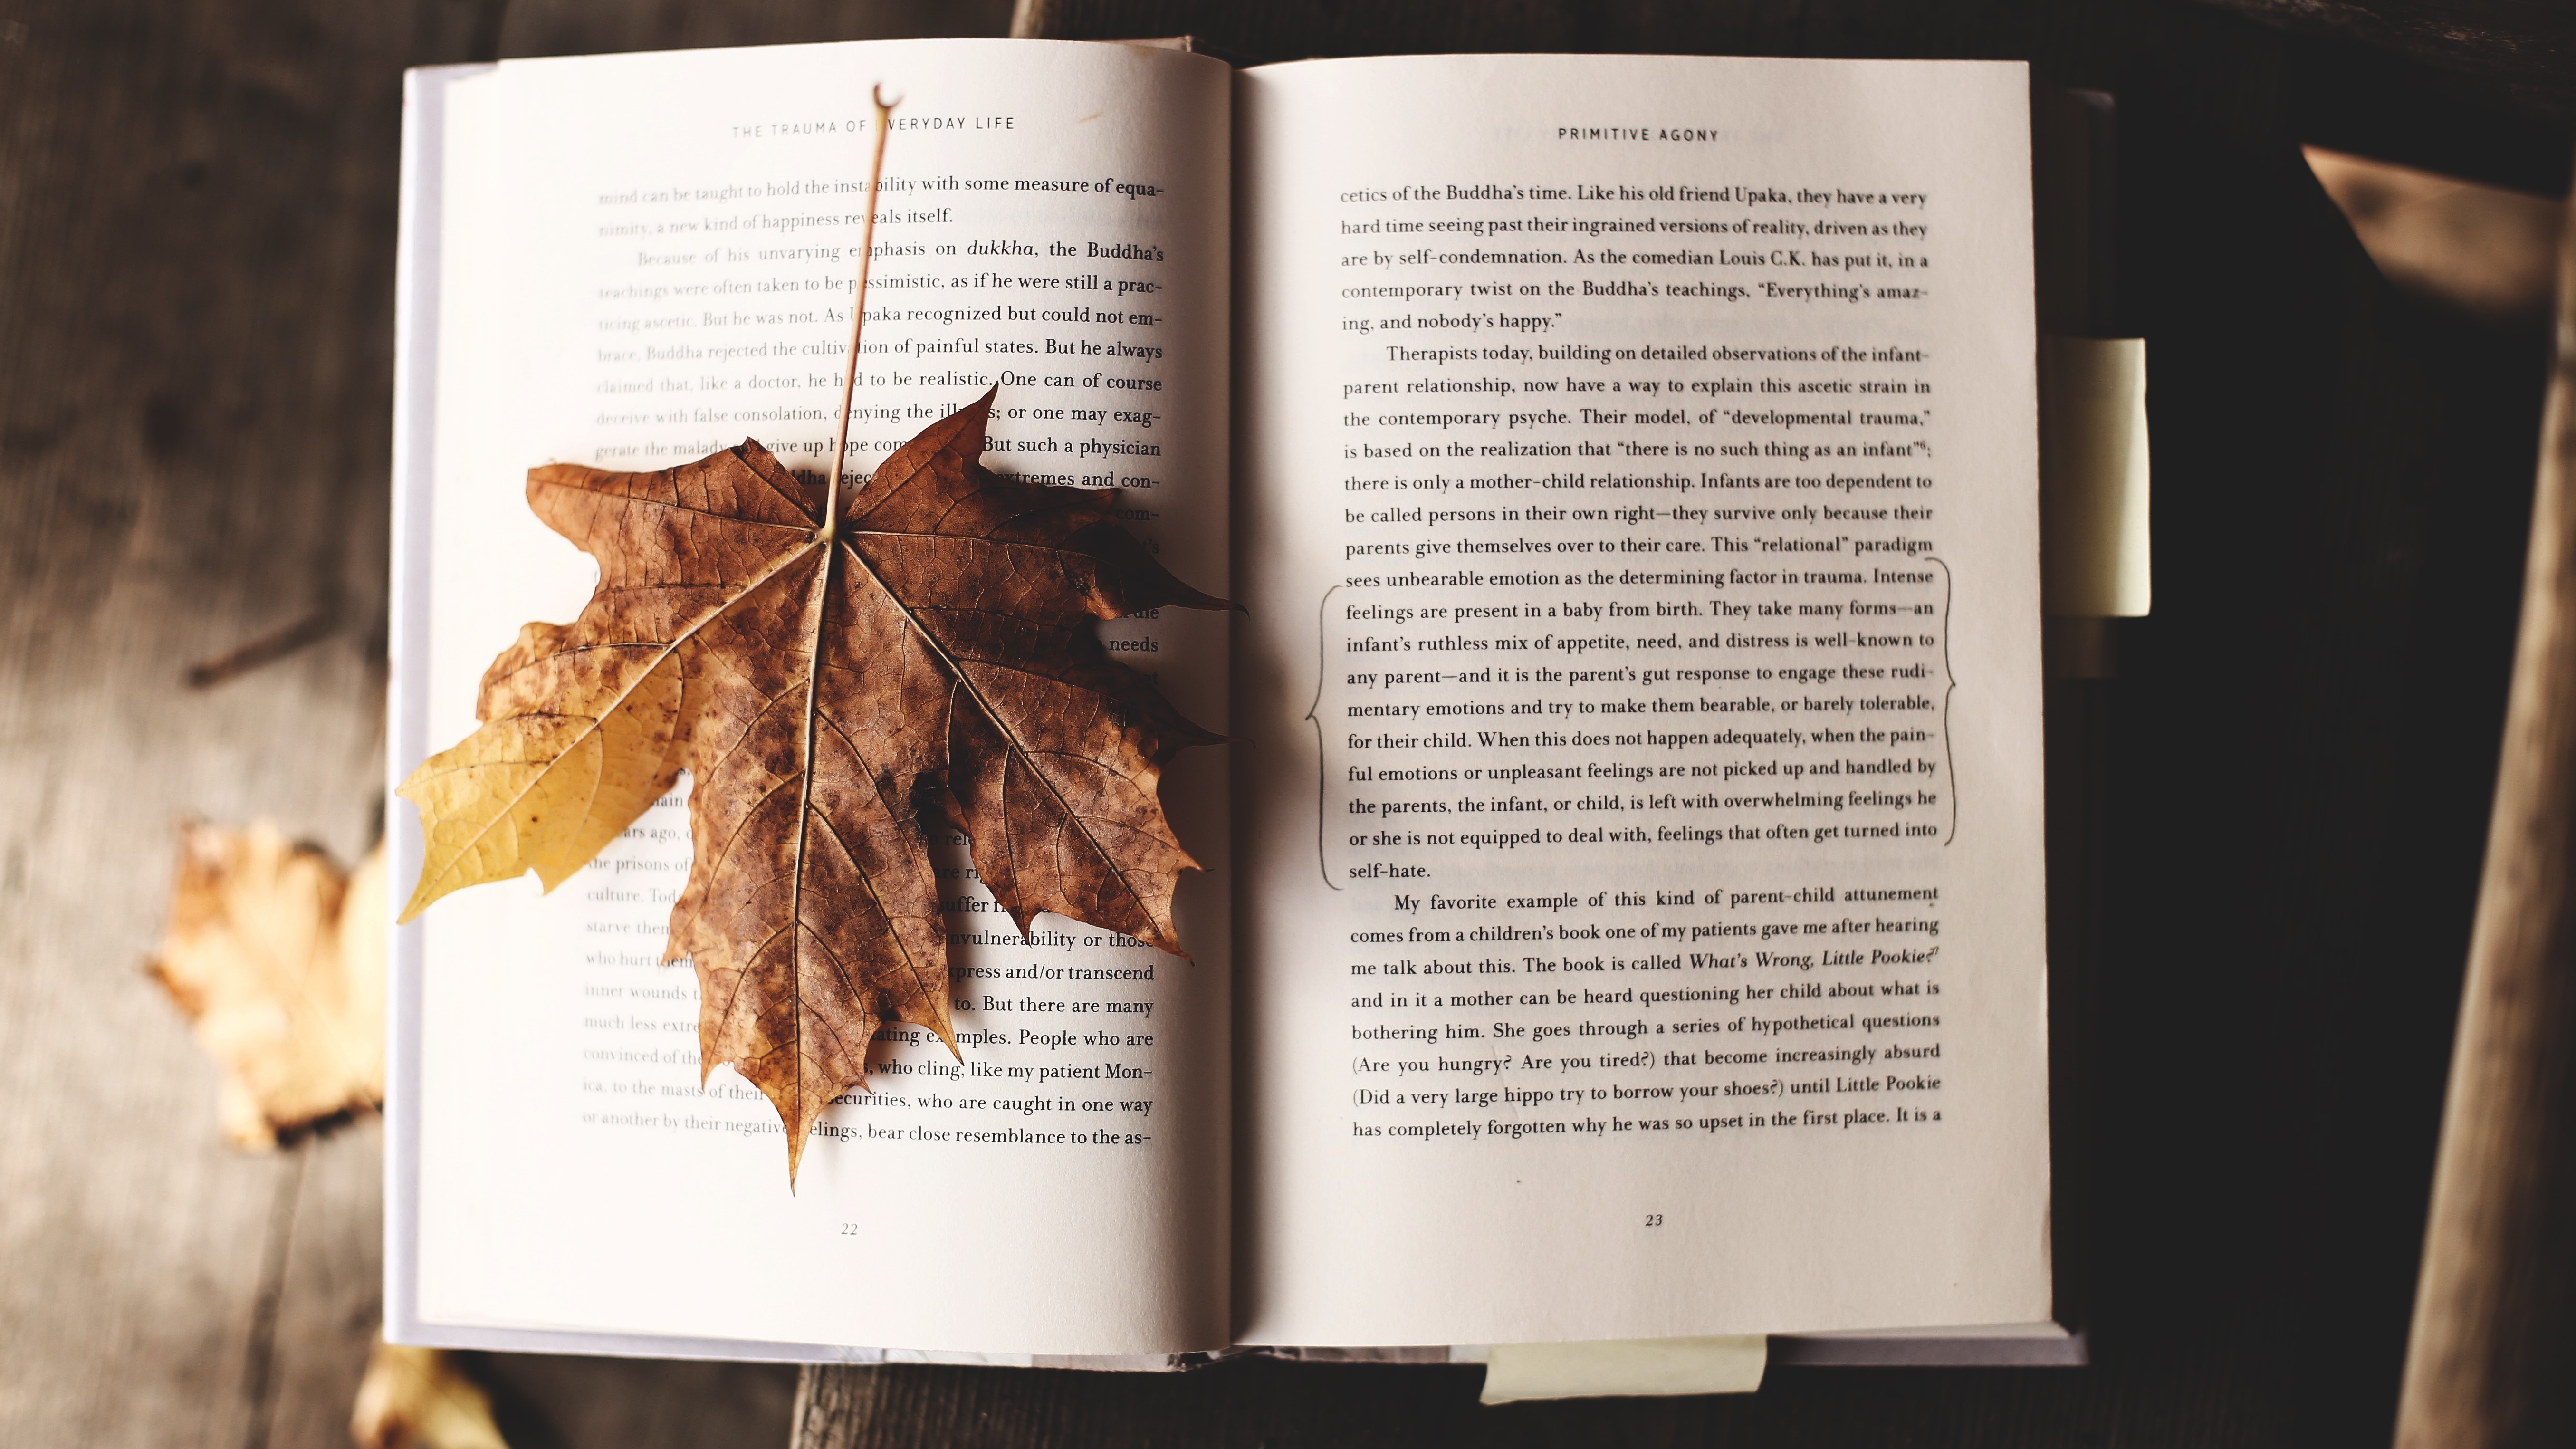 THE TRAUMA OF EVERYDAY LIFE
mind can be taught to hold the instability with some measure of equa-
nimity, a new kind of happiness reveals itself.
Because of his unvarying emphasis on dukkha, the Buddha's
teachings were often taken to be pessimistic, as if he were still a prac-
ticing ascetic. But he was not. As Upaka recognized but could not em-
brace, Buddha rejected the cultivation of painful states. But he always
claimed that, like a doctor, he had to be realistic. One can of course
deceive with false consolation, denying the illness; or one may exag-
gerate the malady and give up hope com But such a physician
extremes and con-
com-
needs
ars ago,
the prisons of
culture.
starve them
invulnerability or those
who hurt them
express and/or transcend
inner wounds
to. But there are many
much less
examples. People who are
convinced of
who cling, like my patient Mon-
ica, to the masts of their securities, who are caught in one way
or another by their negative feelings, bear close resemblance to the as-
22
PRIMITIVE AGONY
cetics of the Buddha's time. Like his old friend Upaka, they have a very
hard time seeing past their ingrained versions of reality, driven as they
are by self-condemnation. As the comedian Louis C.K. has put it, in a
contemporary twist on the Buddha's teachings, “Everything's amaz-
ing, and nobody's happy.”
Therapists today, building on detailed observations of the infant-
parent relationship, now have a way to explain this ascetic strain in
the contemporary psyche. Their model, of “developmental trauma,”
is based on the realization that “there is no such thing as an infant”6;
there is only a mother-child relationship. Infants are too dependent to
be called persons in their own right—they survive only because their
parents give themselves over to their care. This “relational” paradigm
sees unbearable emotion as the determining factor in trauma. Intense
feelings are present in a baby from birth. They take many forms—an
infant's ruthless mix of appetite, need, and distress is well-known to
any parent—and it is the parent's gut response to engage these rudi-
mentary emotions and try to make them bearable, or barely tolerable,
for their child. When this does not happen adequately, when the pain-
ful emotions or unpleasant feelings are not picked up and handled by
the parents, the infant, or child, is left with overwhelming feelings he
or she is not equipped to deal with, feelings that often get turned into
self-hate.
My favorite example of this kind of parent-child attunement
comes from a children's book one of my patients gave me after hearing
me talk about this. The book is called What's Wrong, Little Pookie?7
and in it a mother can be heard questioning her child about what is
bothering him. She goes through a series of hypothetical questions
(Are you hungry? Are you tired?) that become increasingly absurd
(Did a very large hippo try to borrow your shoes?) until Little Pookie
has completely forgotten why he was so upset in the first place. It is a
23